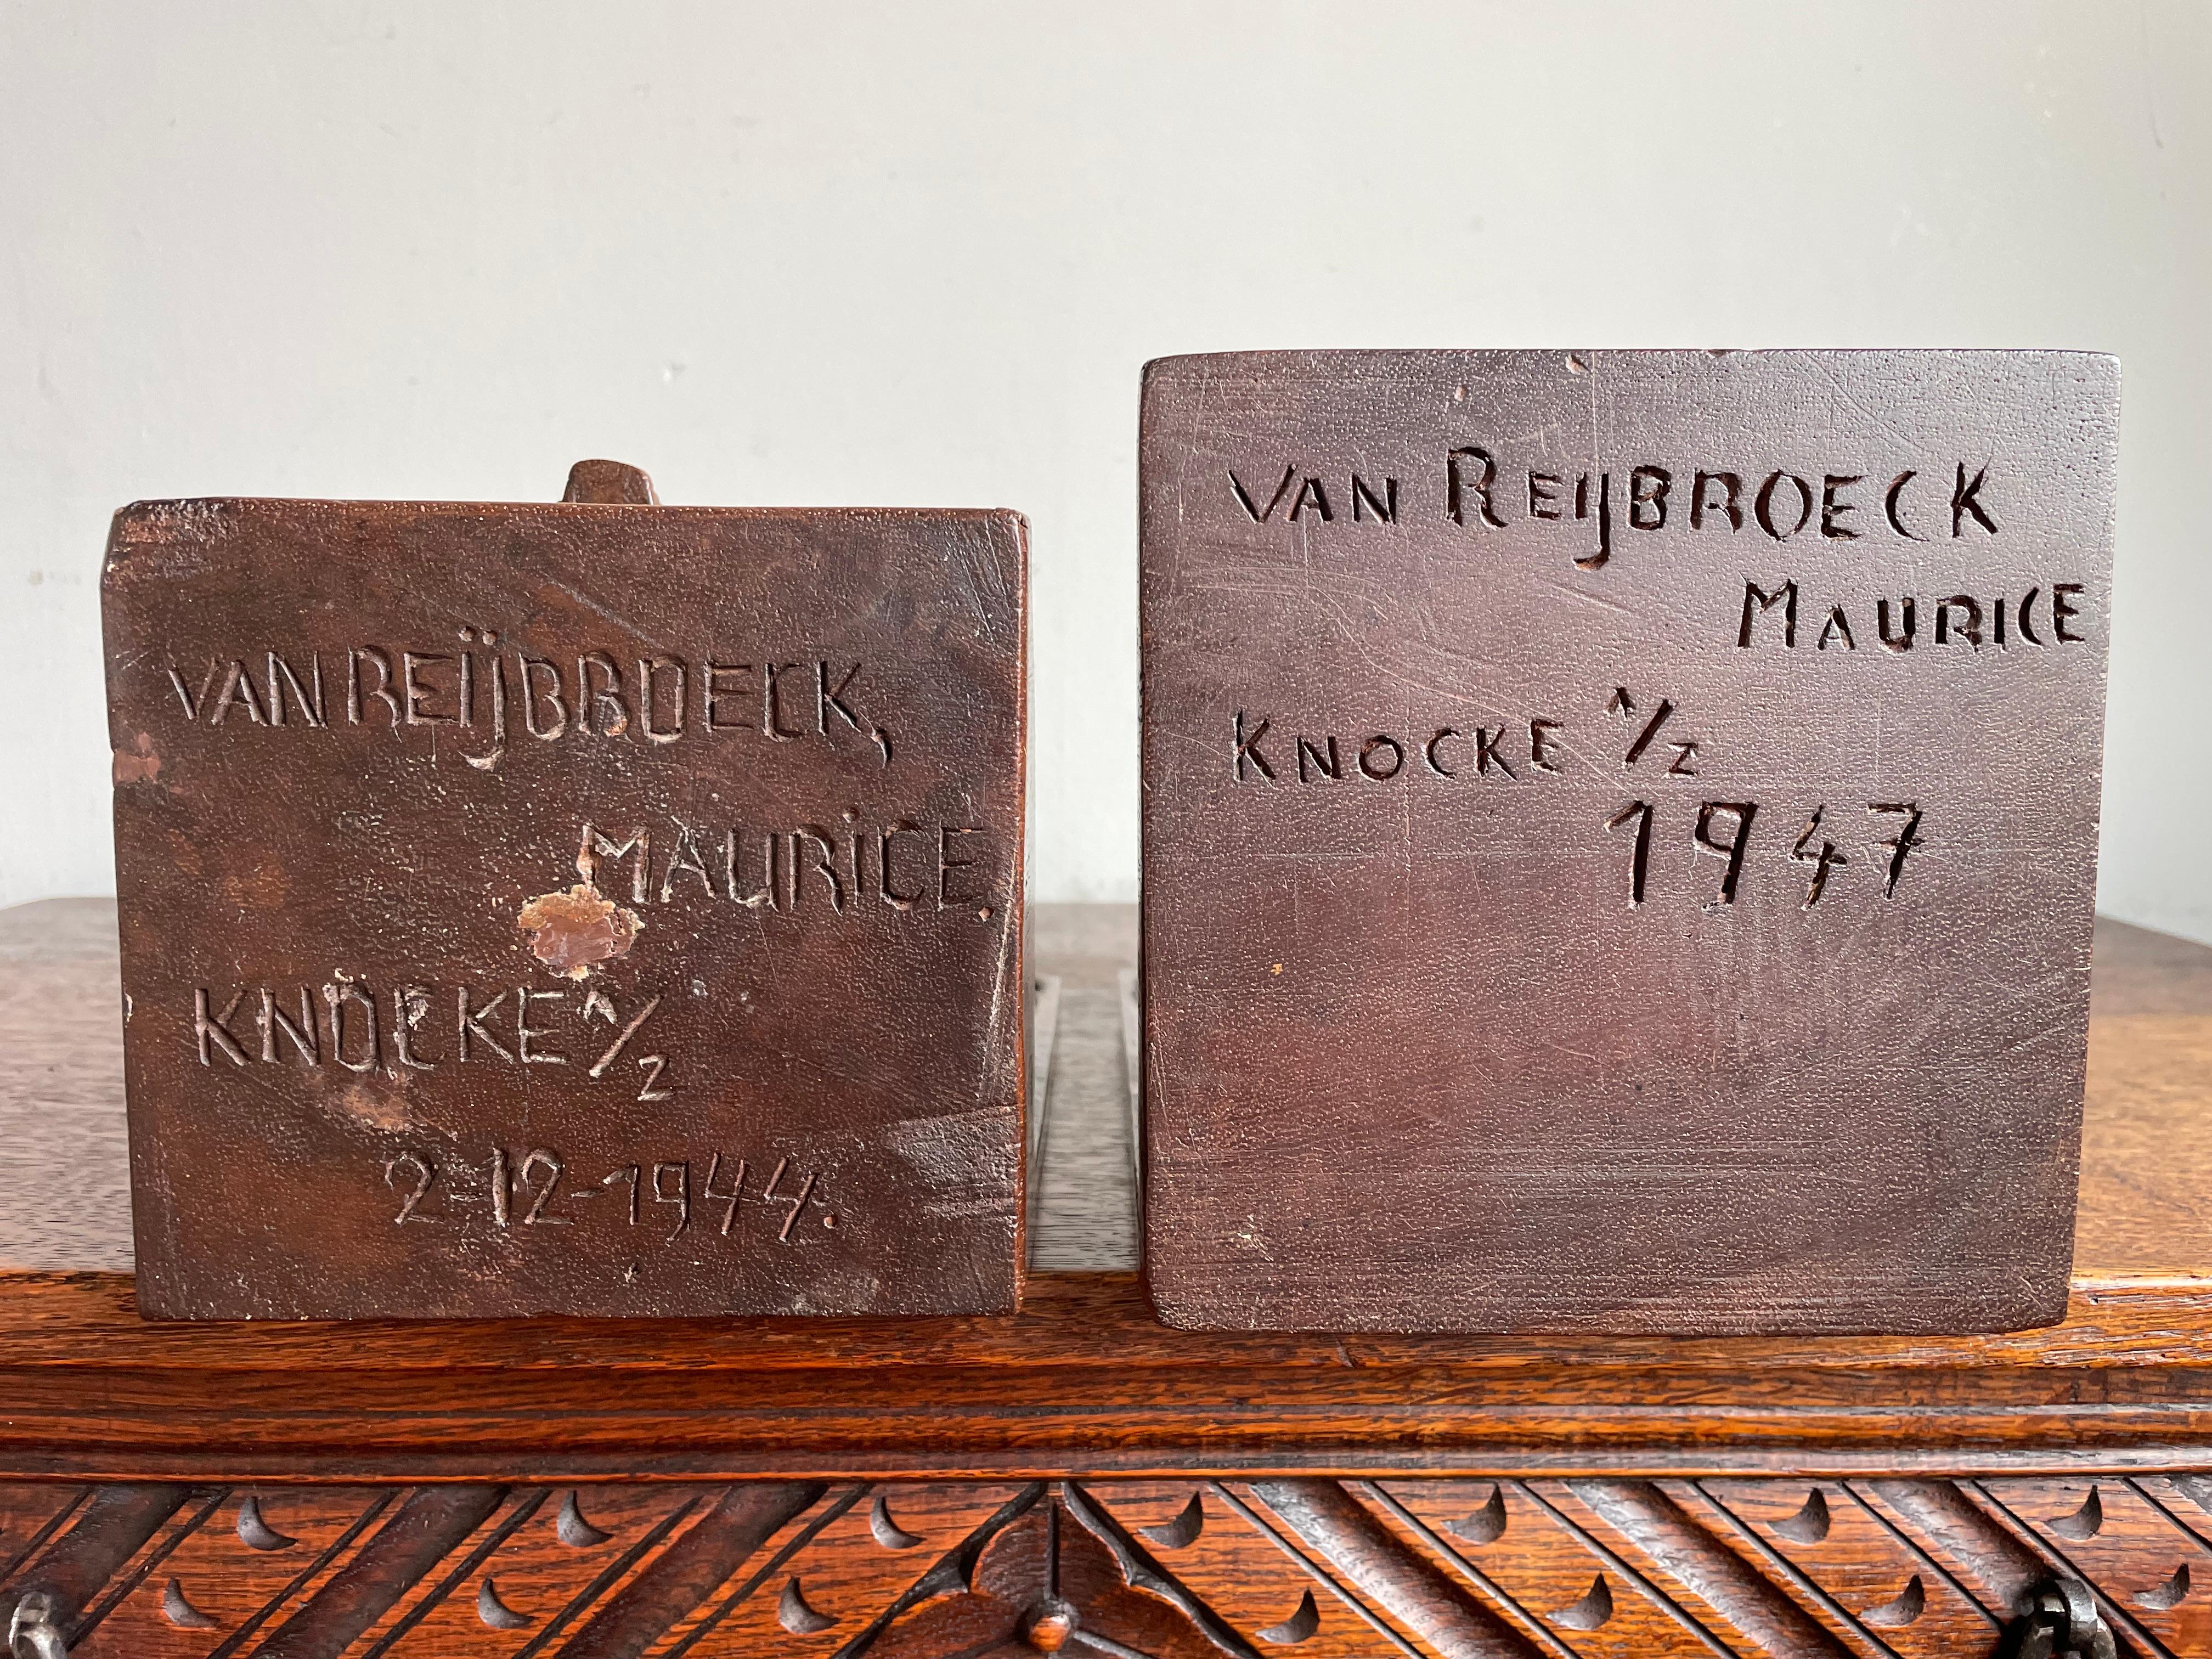 VAN REIJBROECK,
MAURiCE.
KNOCKE A/Z
2-12-1944.
VAN REIJBROECK
MAURICE
KNOCKE A/Z
1947